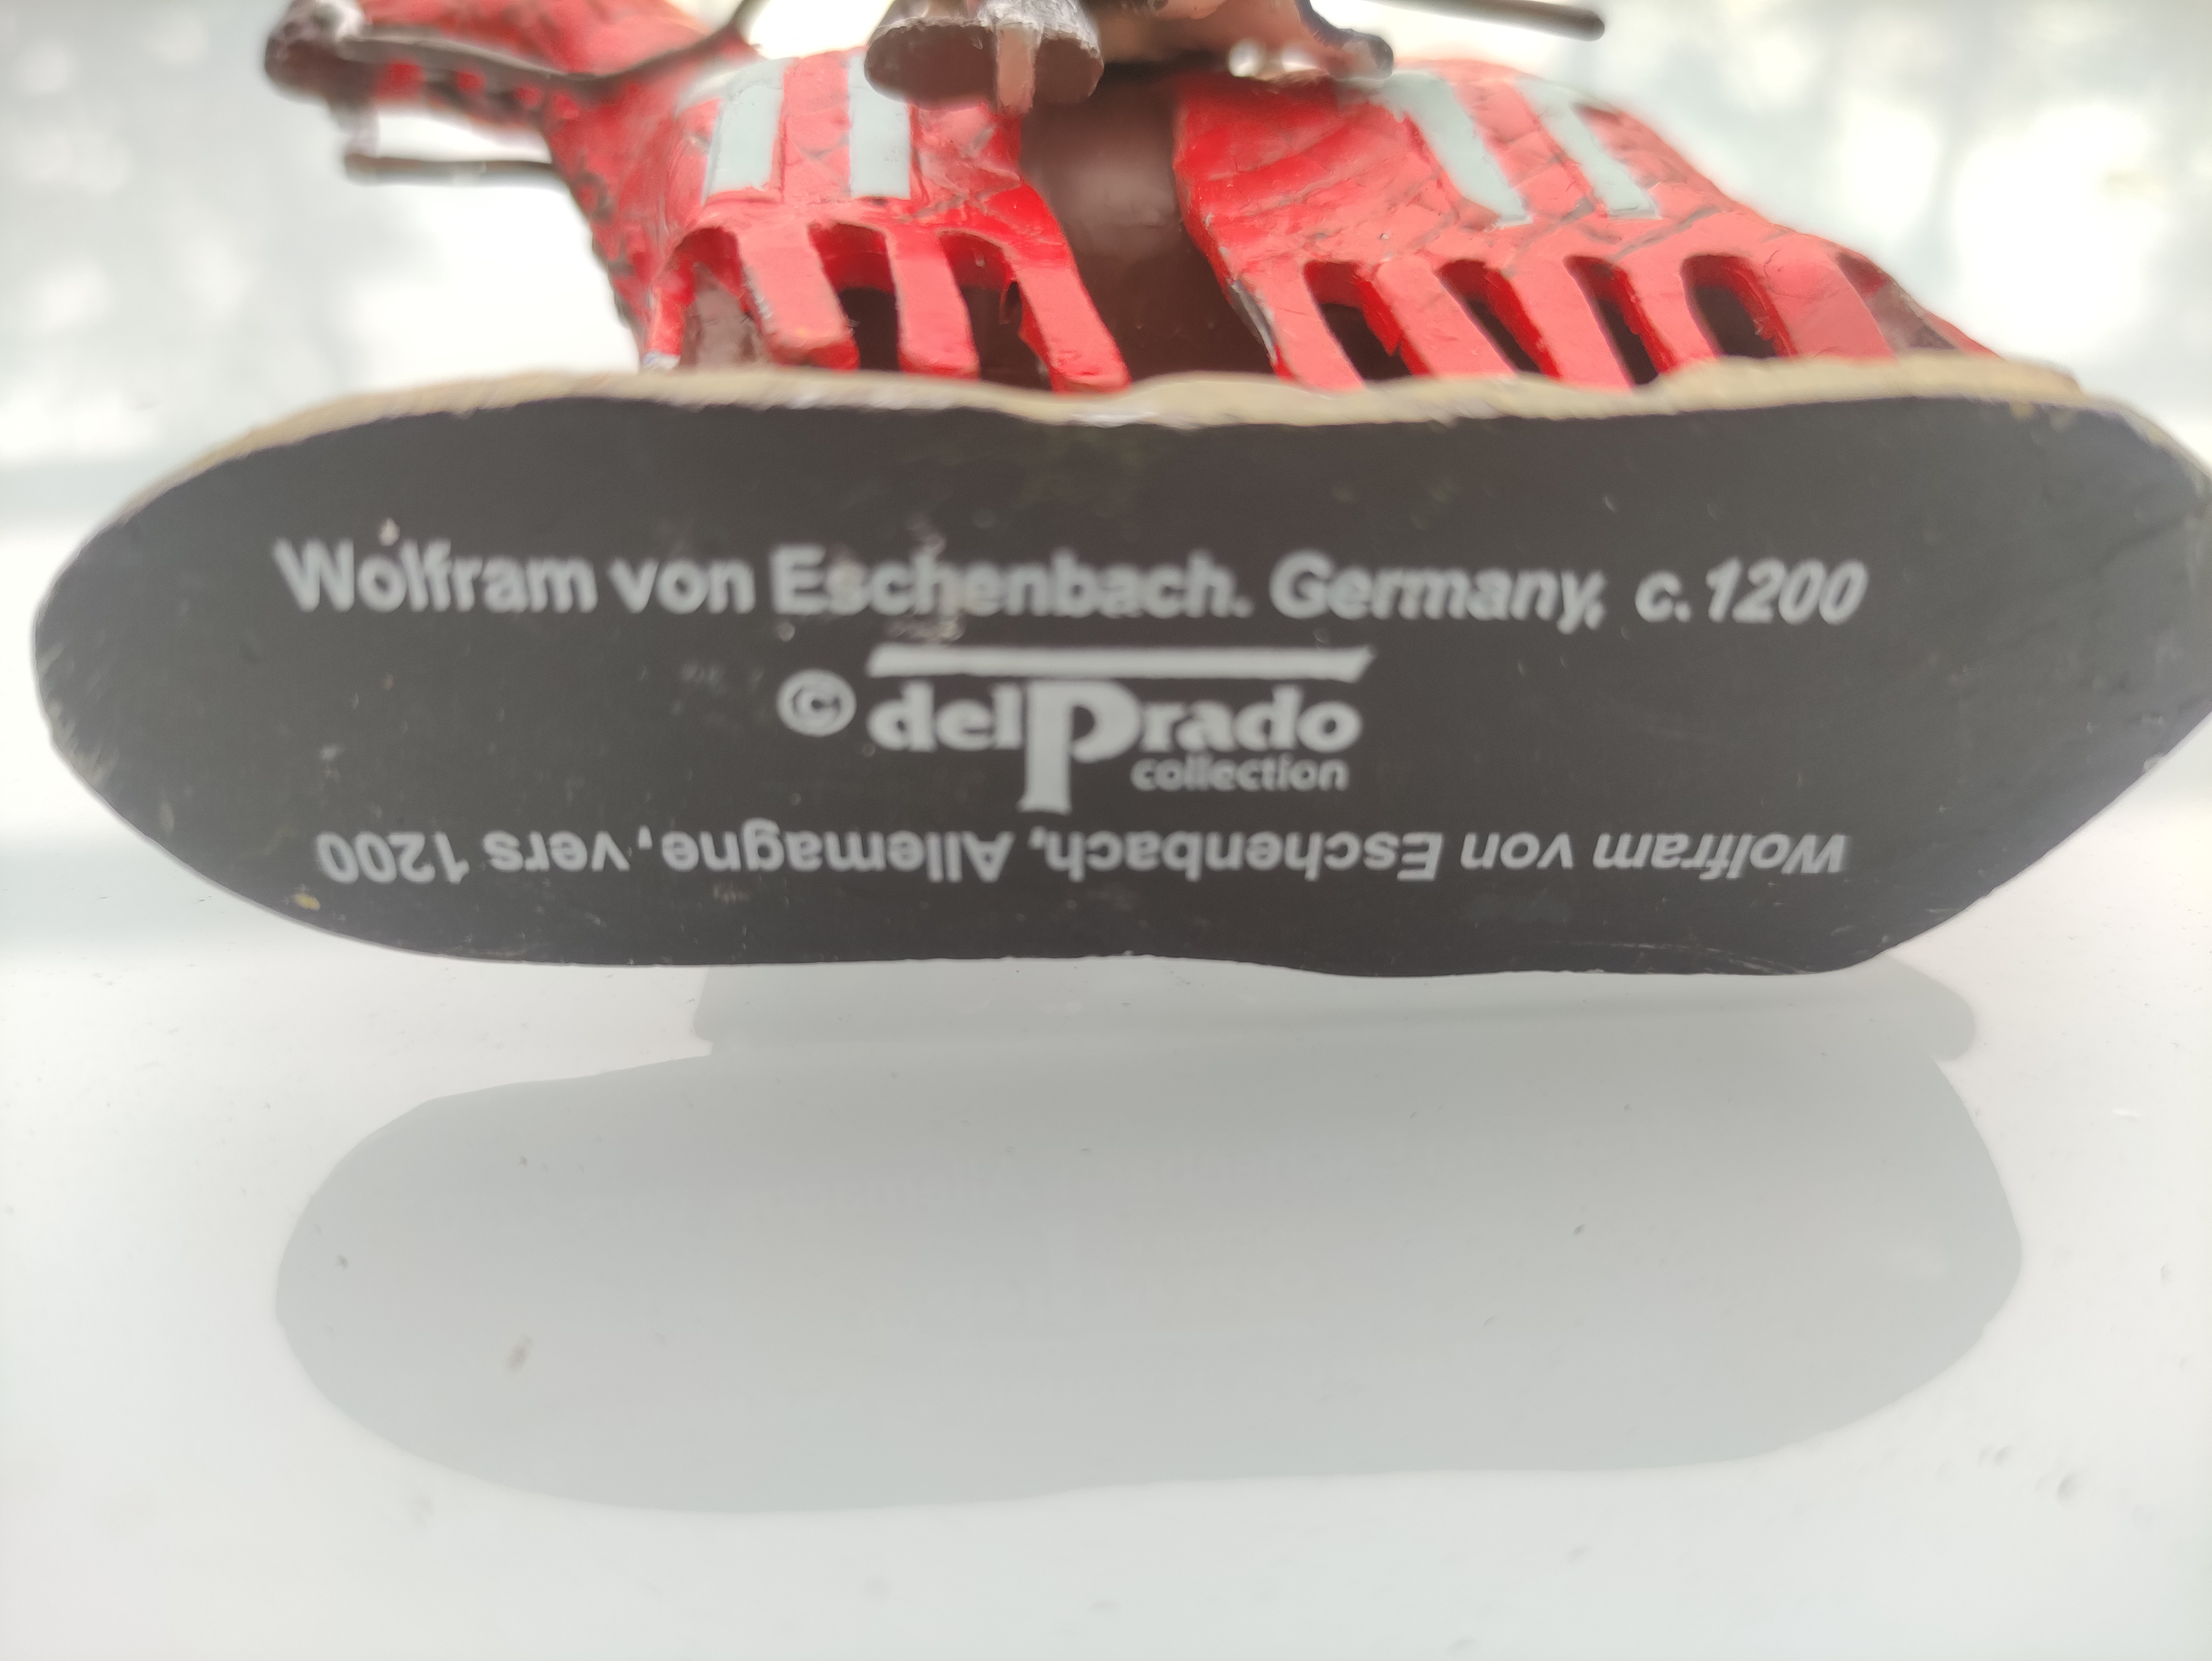 Wolfram von Eschenbach. Germany, c.1200
© delPrado
collection
Wolfram von Eschenbach, Allemagne, vers 1200